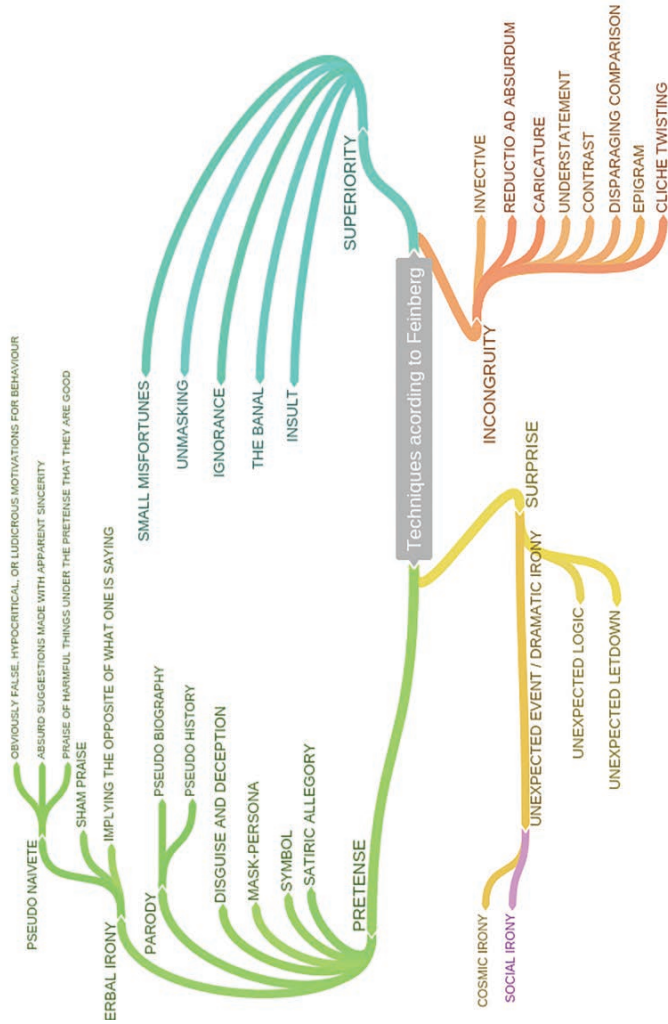 Techniques acording to Feinberg
SUPERIORITY
SMALL MISFORTUNES
UNMASKING
IGNORANCE
THE BANAL
INSULT
INCONGRUITY
INVECTIVE
REDUCTIO AD ABSURDUM
CARICATURE
UNDERSTATEMENT
CONTRAST
DISPARAGING COMPARISON
EPIGRAM
CLICHE TWISTING
SURPRISE
UNEXPECTED EVENT / DRAMATIC IRONY
COSMIC IRONY
SOCIAL IRONY
UNEXPECTED LOGIC
UNEXPECTED LETDOWN
PRETENSE
ERBAL IRONY
PSEUDO NAIVETE
OBVIOUSLY FALSE, HYPOCRITICAL, OR LUDICROUS MOTIVATIONS FOR BEHAVIOUR
ABSURD SUGGESTIONS MADE WITH APPARENT SINCERITY
PRAISE OF HARMFUL THINGS UNDER THE PRETENSE THAT THEY ARE GOOD
SHAM PRAISE
IMPLYING THE OPPOSITE OF WHAT ONE IS SAYING
PARODY
PSEUDO BIOGRAPHY
PSEUDO HISTORY
DISGUISE AND DECEPTION
MASK-PERSONA
SYMBOL
SATIRIC ALLEGORY